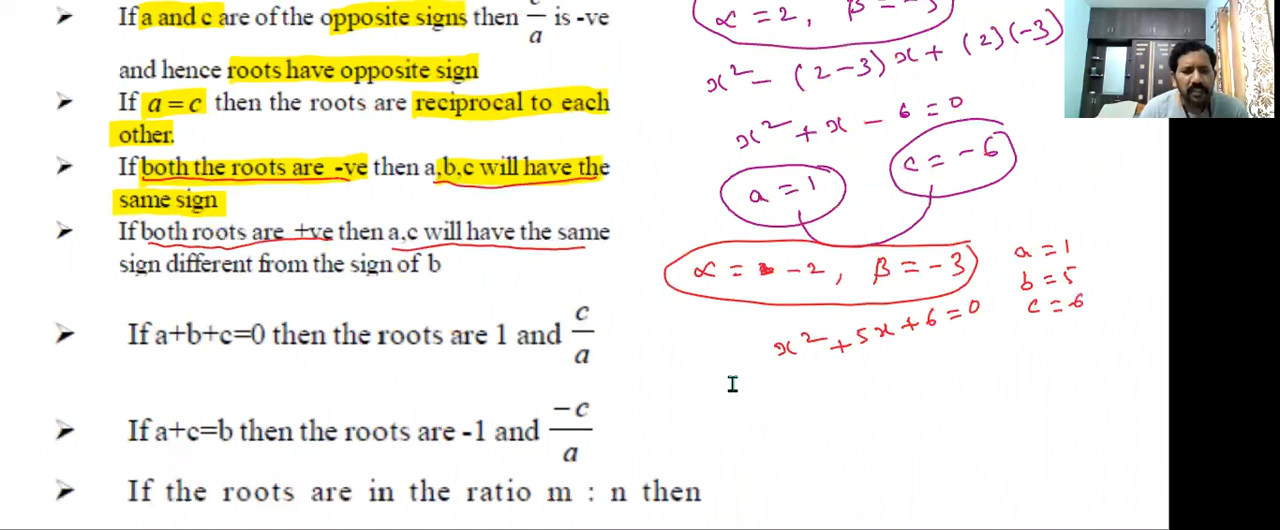 If a and c are of the opposite signs then c/a is -ve
and hence roots have opposite sign
➤ If a = c then the roots are reciprocal to each
other.
➤ If both the roots are -ve then a,b,c will have the
same sign
➤ If both roots are +ve then a,c will have the same
sign different from the sign of b
➤ If a+b+c=0 then the roots are 1 and c/a
➤ If a+c=b then the roots are -1 and -c/a
➤ If the roots are in the ratio m : n then
α = 2, β = -3
x² - (2-3)x + (2)(-3)
x² + x - 6 = 0
a = 1
c = -6
α = -2, β = -3
x² + 5x + 6 = 0
a = 1
b = 5
c = 6